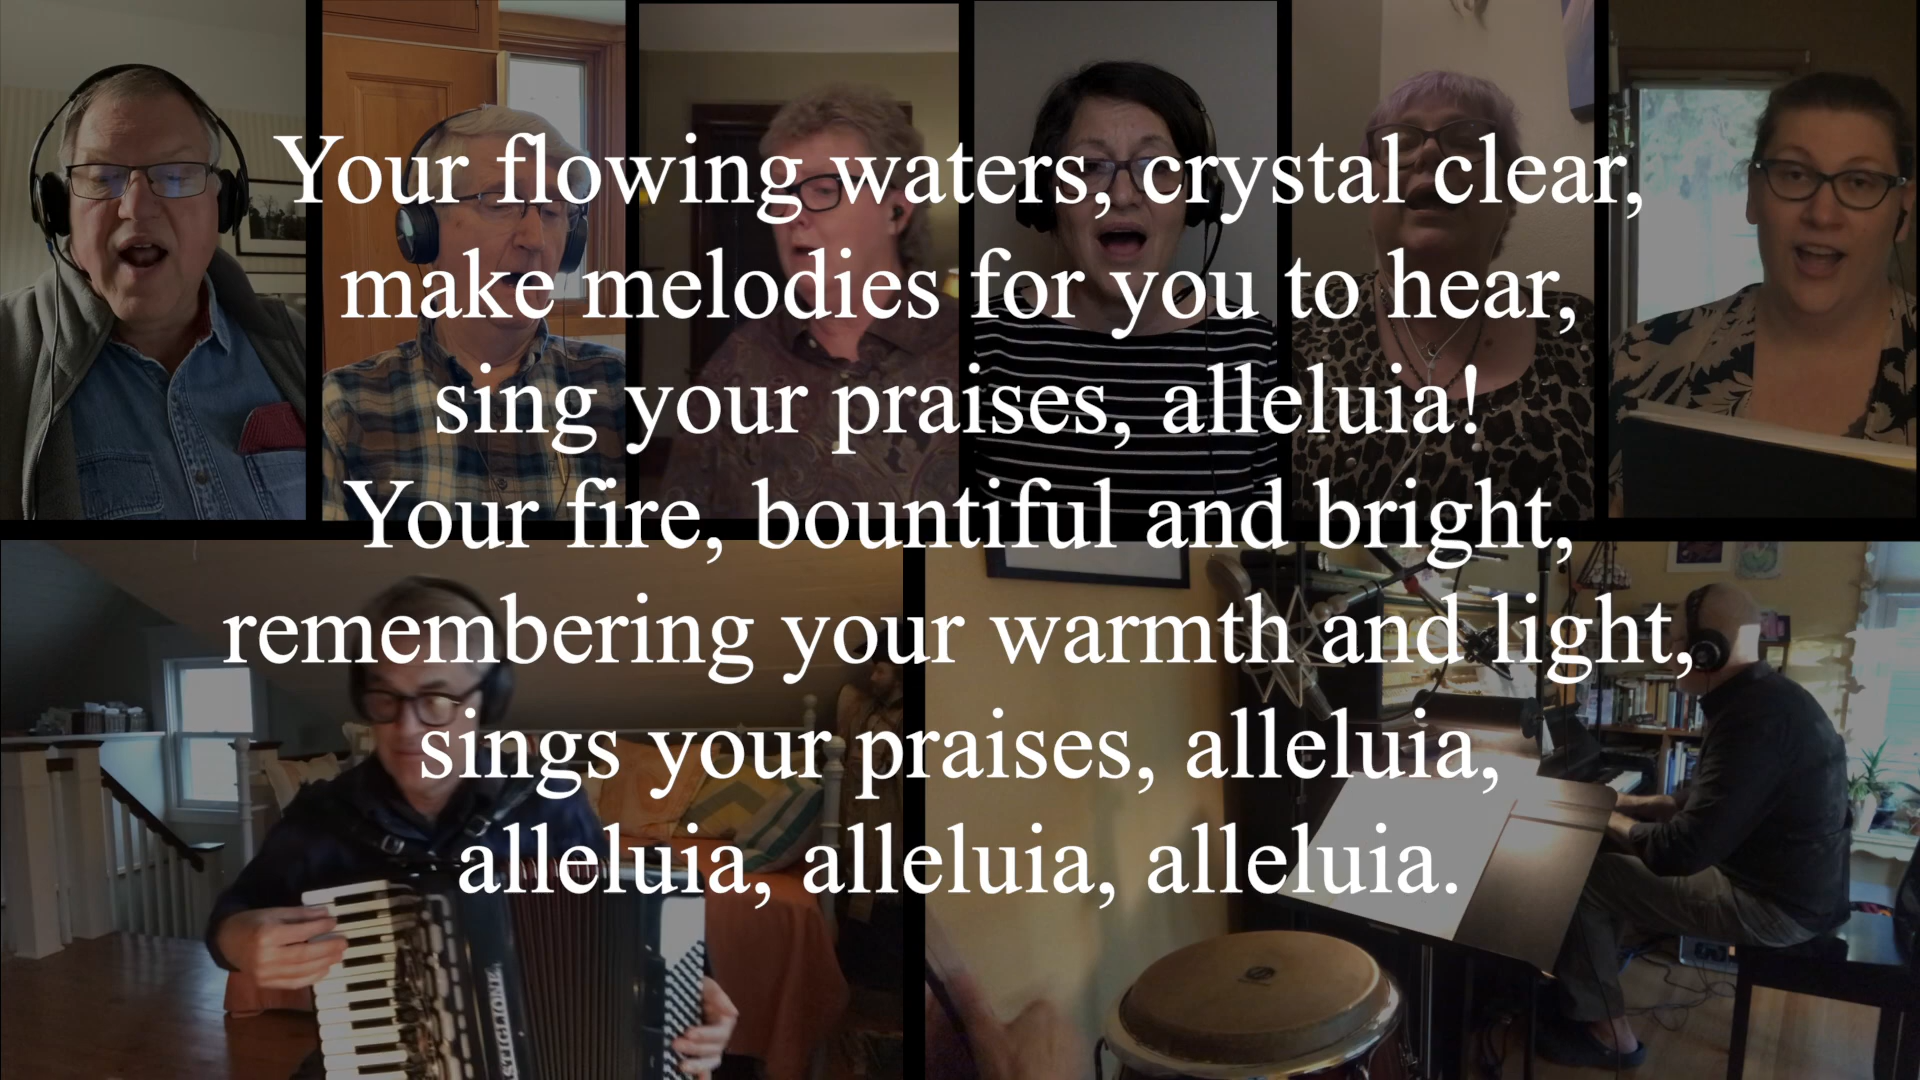 Your flowing waters, crystal clear,
make melodies for you to hear,
sing your praises, alleluia!
Your fire, bountiful and bright,
remembering your warmth and light,
sings your praises, alleluia,
alleluia, alleluia, alleluia.